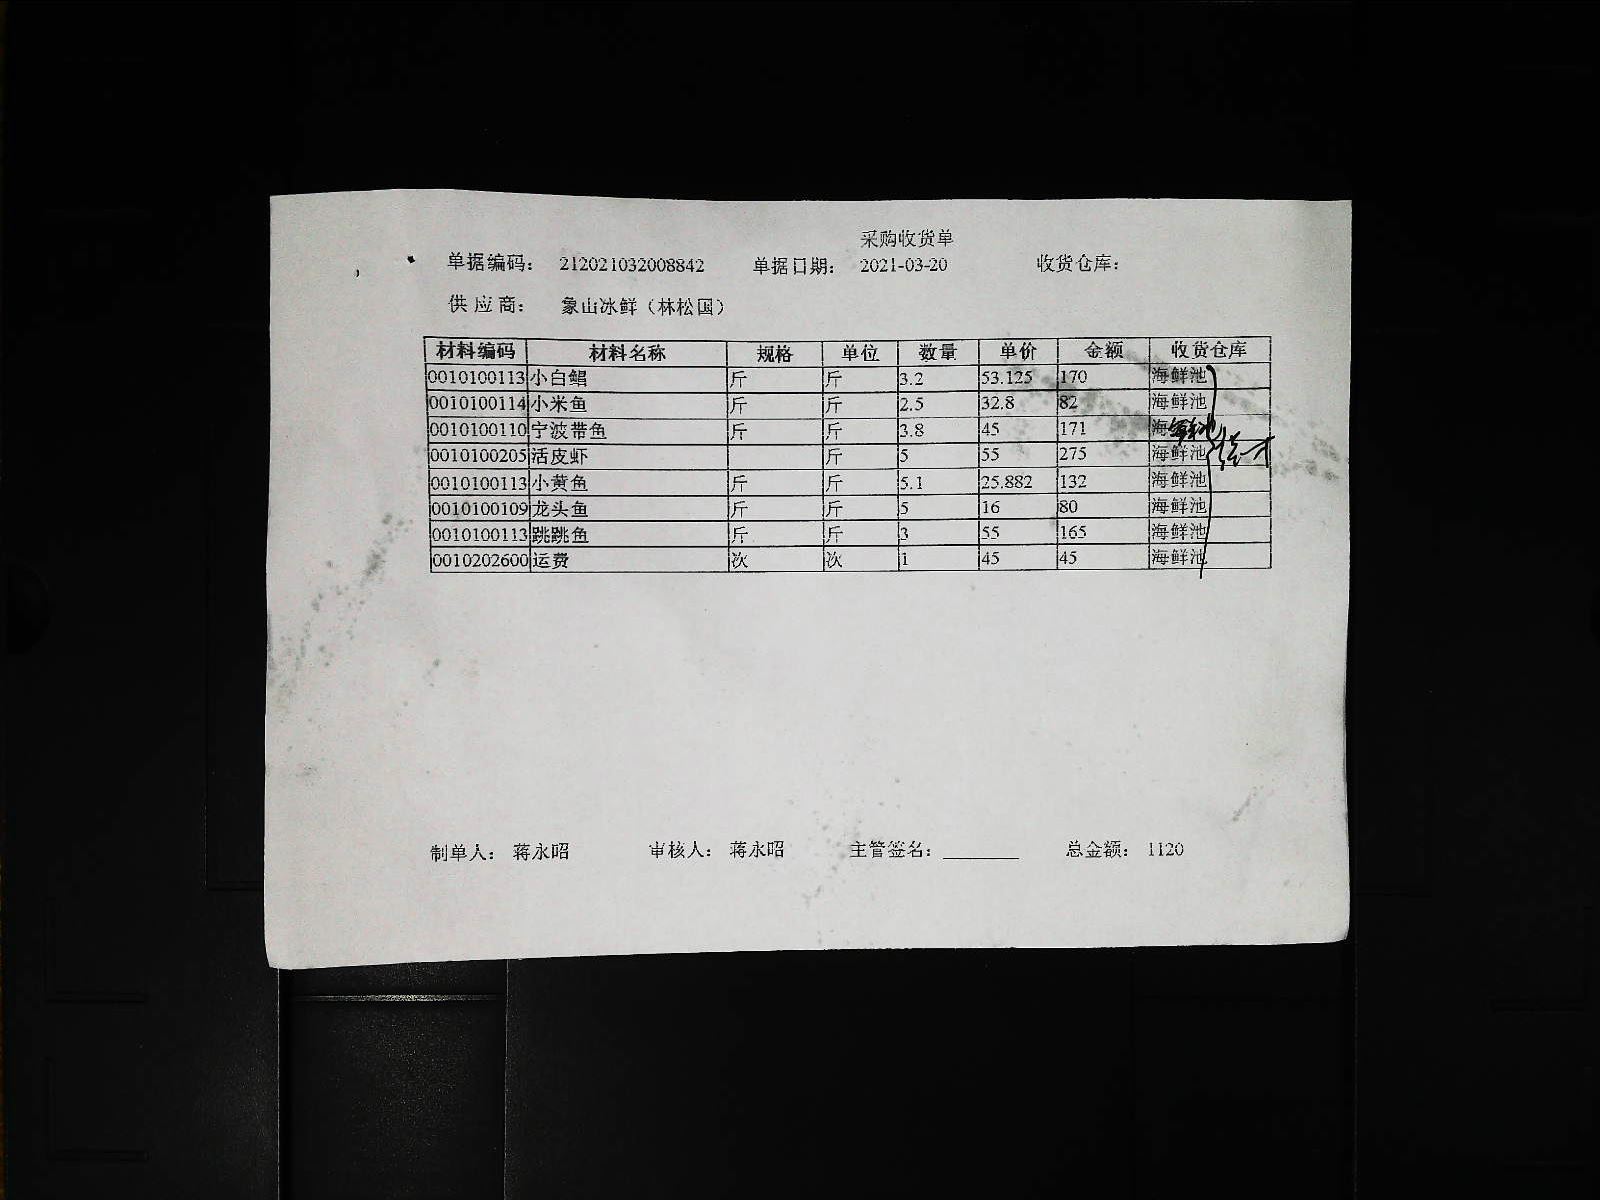 采购收货单
单据编码: 212021032008842 单据日期: 2021-03-20 收货仓库:
供应商: 象山冰鲜（林松国）
材料编码 材料名称 规格 单位 数量 单价 金额 收货仓库
0010100113 小白鲳 斤 斤 3.2 53.125 170 海鲜池
0010100114 小米鱼 斤 斤 2.5 32.8 82 海鲜池
0010100110 宁波带鱼 斤 斤 3.8 45 171 海鲜池
0010100205 活皮虾 斤 5 55 275 海鲜池
0010100113 小黄鱼 斤 斤 5.1 25.882 132 海鲜池
0010100109 龙头鱼 斤 斤 5 16 80 海鲜池
0010100113 跳跳鱼 斤 斤 3 55 165 海鲜池
0010202600 运费 次 次 1 45 45 海鲜池
制单人: 蒋永昭 审核人: 蒋永昭 主管签名: 总金额: 1120